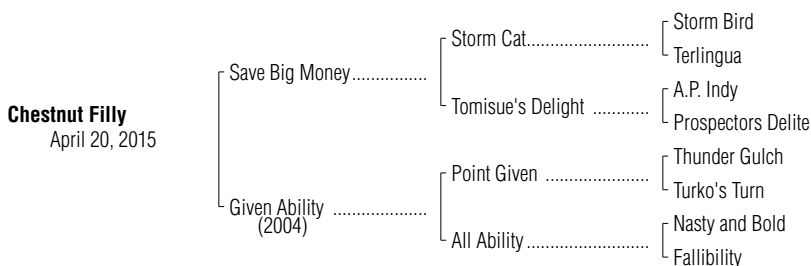 Storm Bird
Storm Cat........................
Terlingua
Save Big Money...............
A.P. Indy
Tomisue's Delight ...........
Prospectors Delite
Chestnut Filly
April 20, 2015
Thunder Gulch
Point Given .....................
Turko's Turn
Given Ability ...................
(2004)
Nasty and Bold
All Ability........................
Fallibility